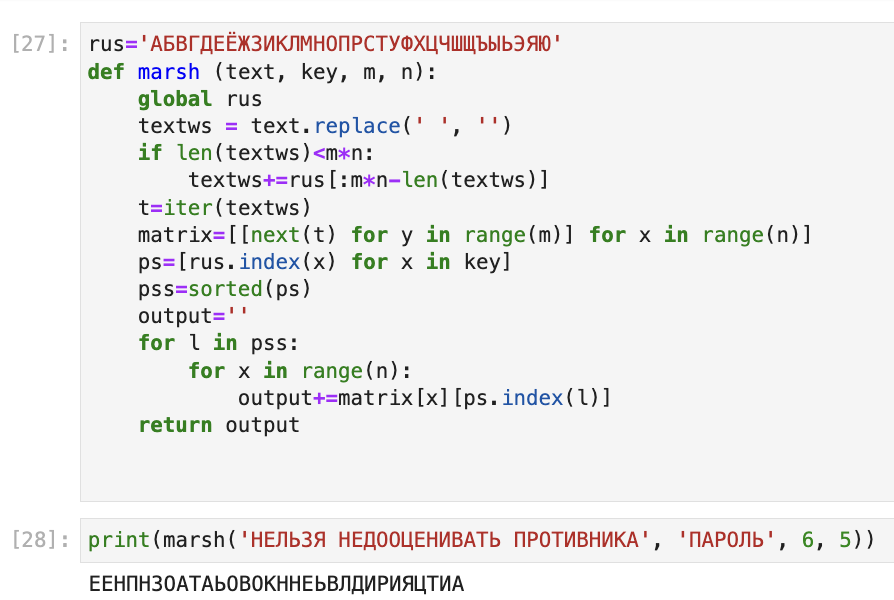 [27]:
rus='АБВГДЕЁЖЗИКЛМНОПРСТУФХЦЧШЩЪЫЬЭЯЮ'
def marsh (text, key, m, n):
    global rus
    textws = text.replace(' ', '')
    if len(textws)<m*n:
        textws+=rus[:m*n-len(textws)]
    t=iter(textws)
    matrix=[[next(t) for y in range(m)] for x in range(n)]
    ps=[rus.index(x) for x in key]
    pss=sorted(ps)
    output=''
    for l in pss:
        for x in range(n):
            output+=matrix[x][ps.index(l)]
    return output
[28]:
print(marsh('НЕЛЬЗЯ НЕДООЦЕНИВАТЬ ПРОТИВНИКА', 'ПАРОЛЬ', 6, 5))
ЕЕНПНЗОАТАЬОВОКННЕЬВЛДИРИЯЦТИА